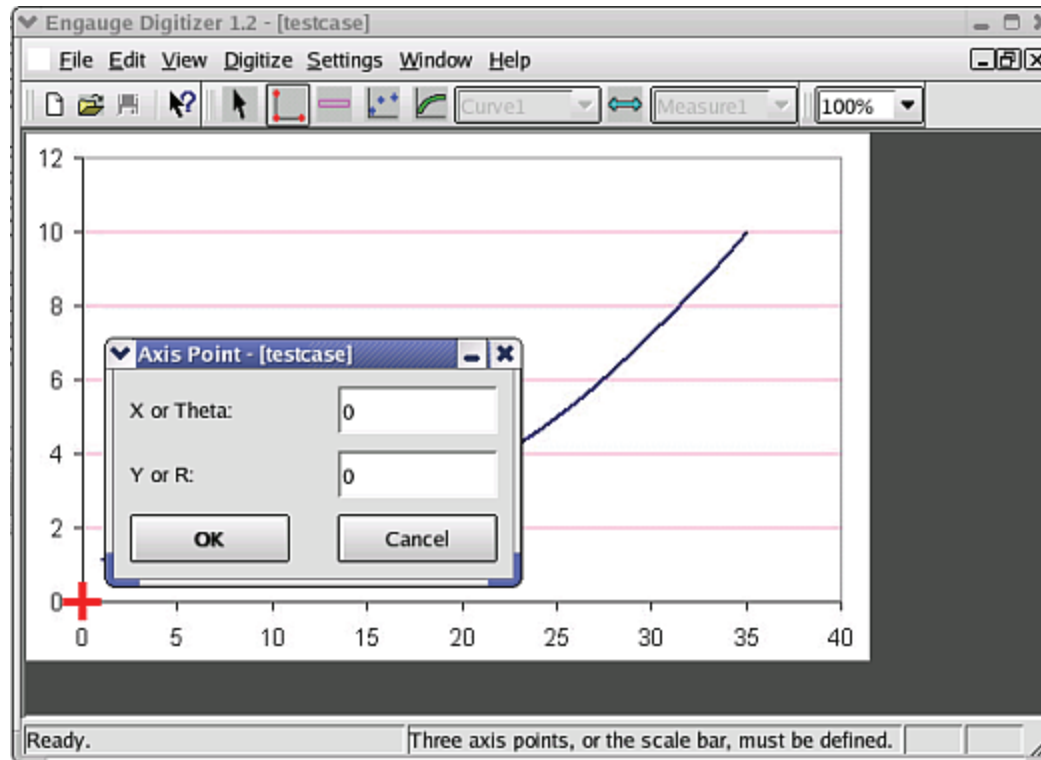 Engauge Digitizer 1.2 - [testcase]
File Edit View Digitize Settings Window Help
Curve1 Measure1 100%
12
10
8
Axis Point - [testcase]
6
X or Theta: 0
4
Y or R: 0
2
OK Cancel
0
0 5 10 15 20 25 30 35 40
Ready. Three axis points, or the scale bar, must be defined.